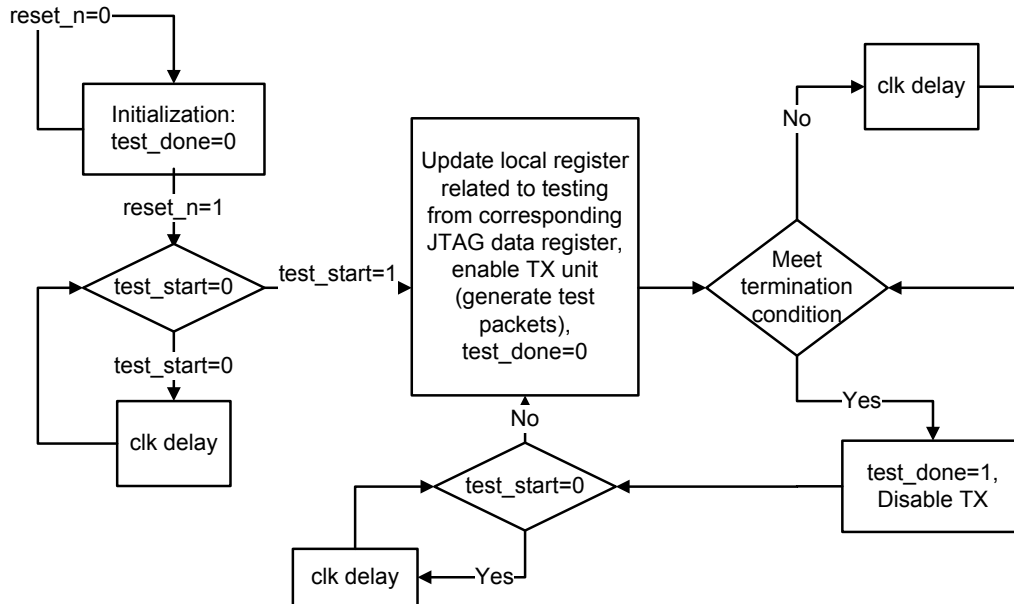 reset_n=0
Initialization:
test_done=0
reset_n=1
test_start=0
test_start=1
test_start=0
clk delay
Update local register
related to testing
from corresponding
JTAG data register,
enable TX unit
(generate test
packets),
test_done=0
No
clk delay
Meet
termination
condition
Yes
test_done=1,
Disable TX
No
test_start=0
Yes
clk delay